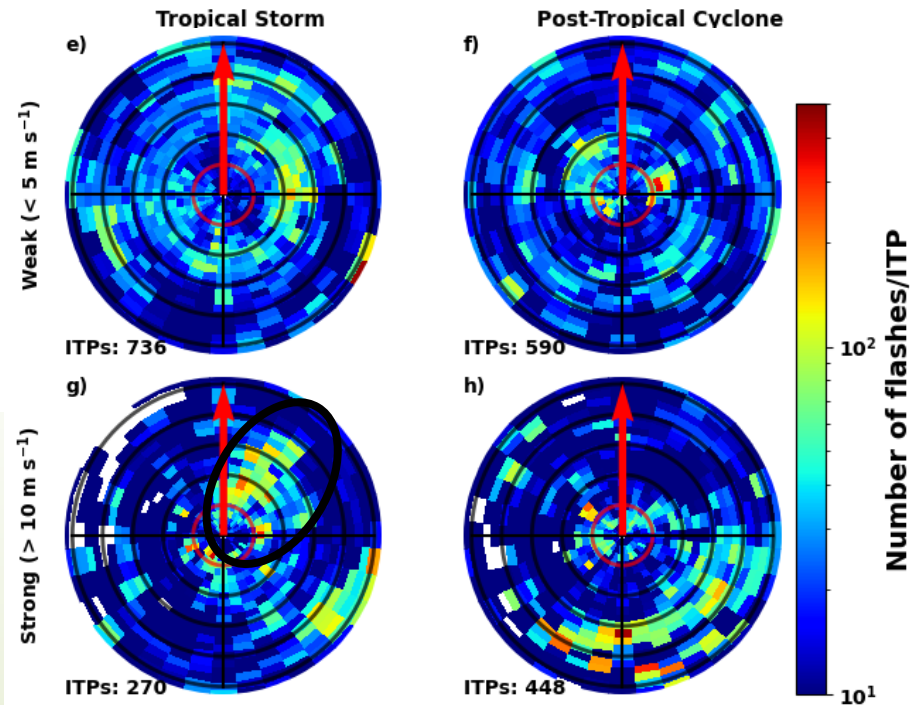 Tropical Storm
Post-Tropical Cyclone
e)
f)
Weak (< 5 m s⁻¹)
ITPs: 736
ITPs: 590
g)
h)
Strong (> 10 m s⁻¹)
ITPs: 270
ITPs: 448
10²
10¹
Number of flashes/ITP